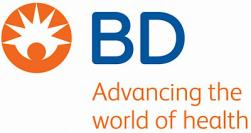 BD
Advancing the
world of health